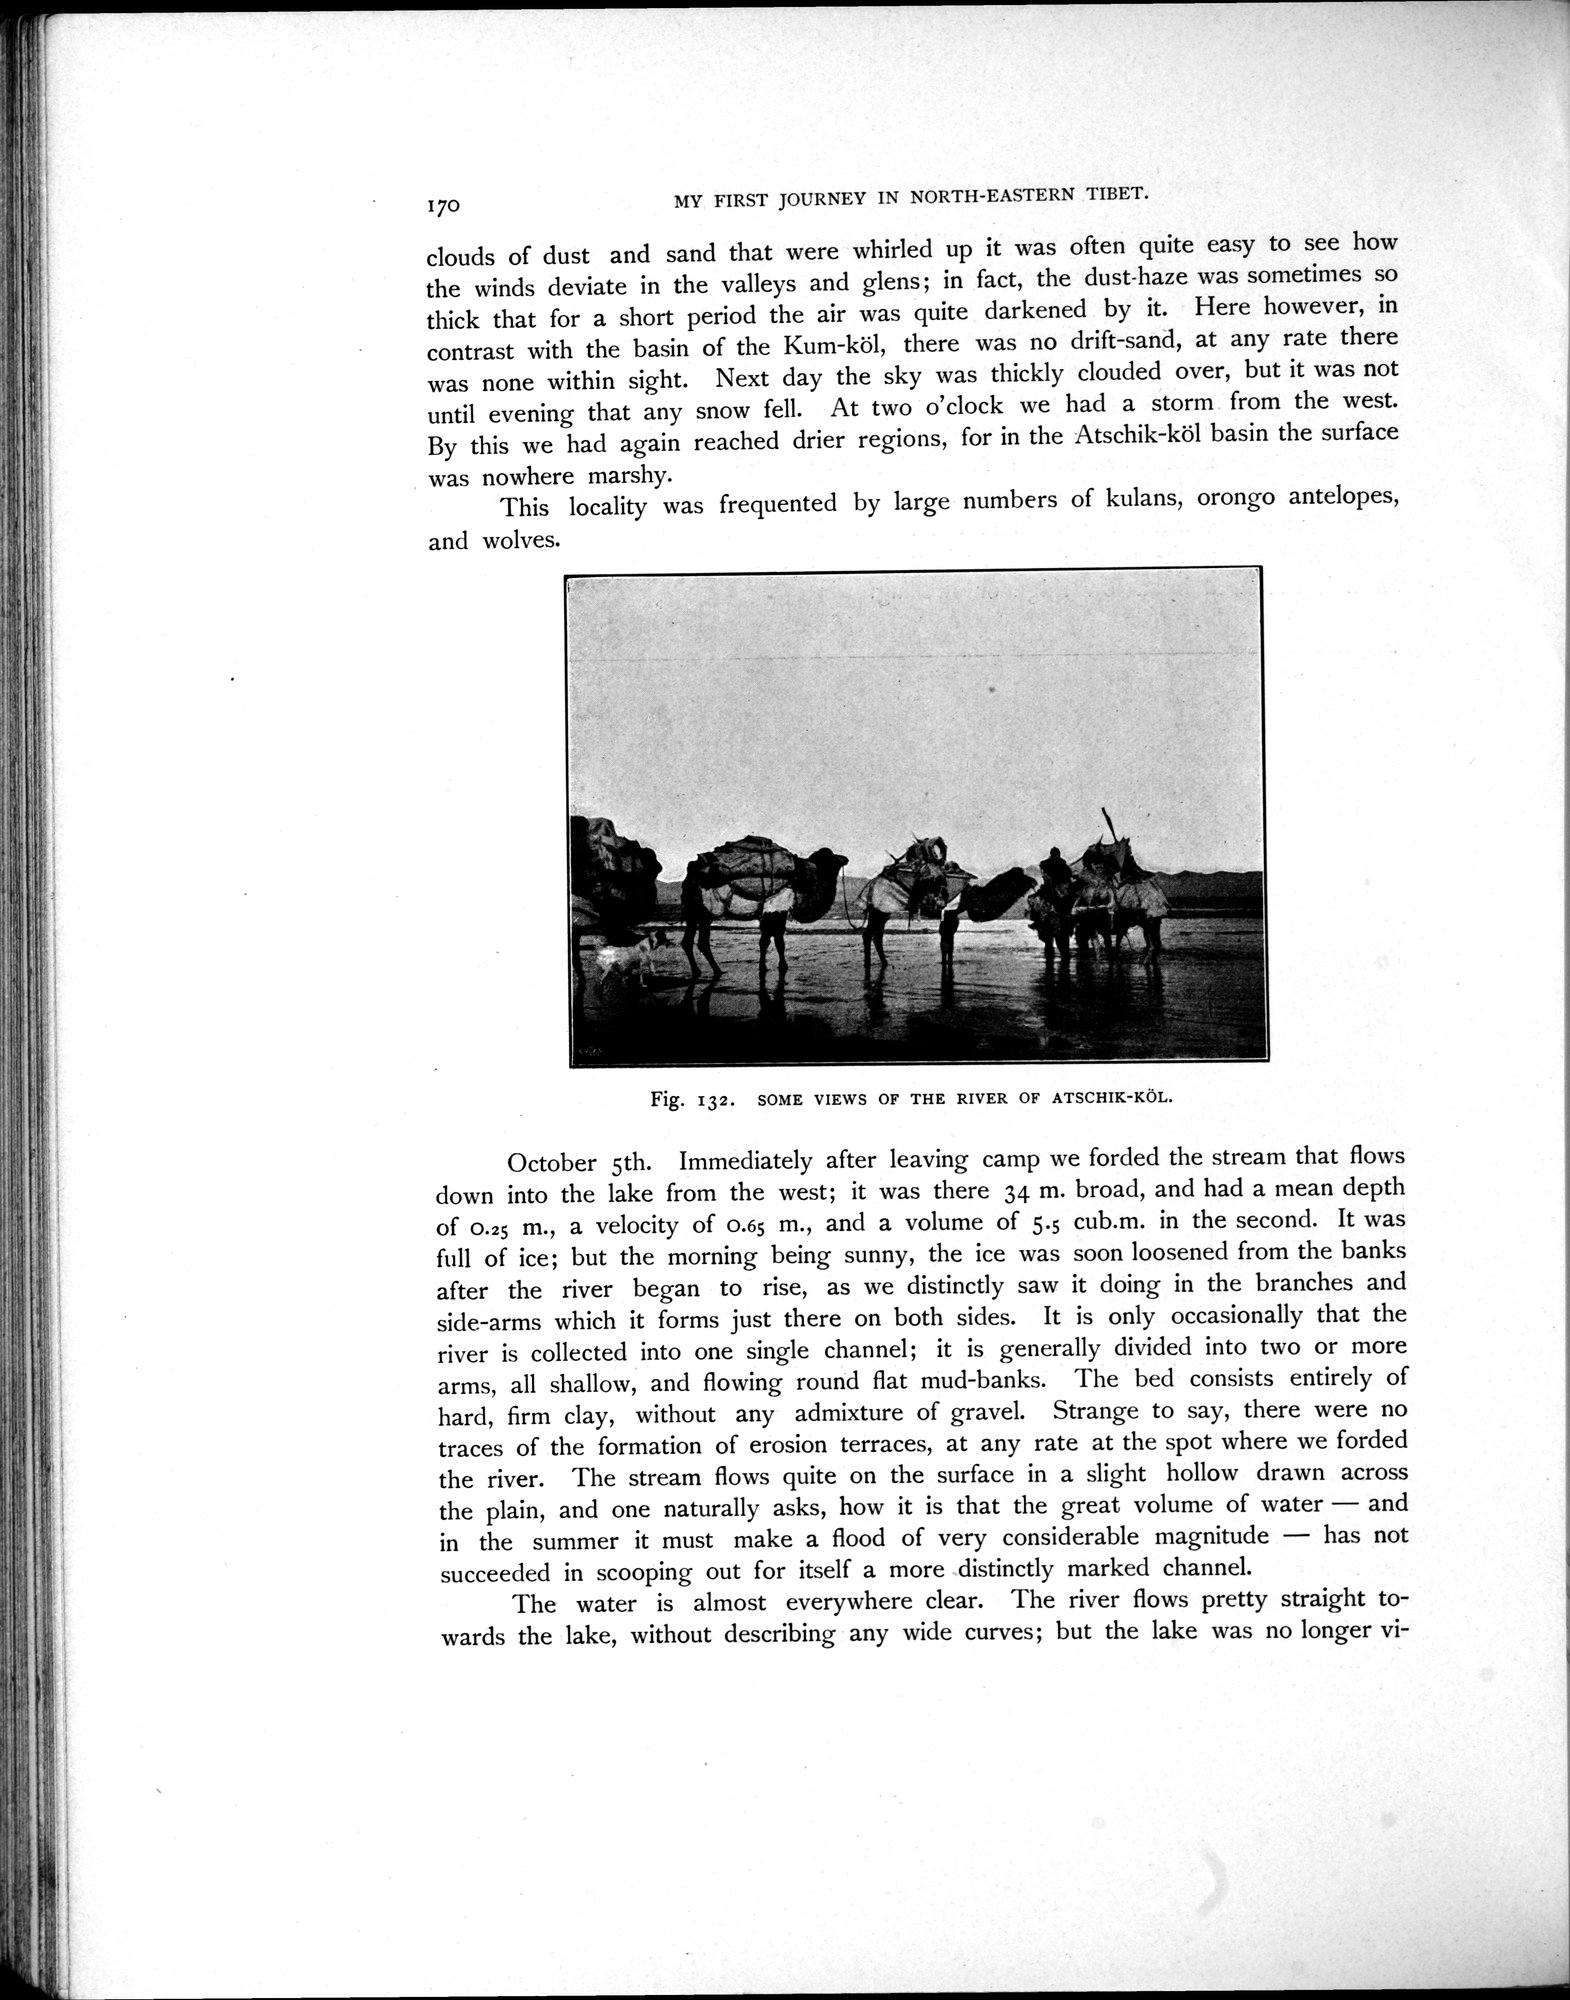 170
MY FIRST JOURNEY IN NORTH-EASTERN TIBET.
clouds of dust and sand that were whirled up it was often quite easy to see how
the winds deviate in the valleys and glens; in fact, the dust-haze was sometimes so
thick that for a short period the air was quite darkened by it. Here however, in
contrast with the basin of the Kum-köl, there was no drift-sand, at any rate there
was none within sight. Next day the sky was thickly clouded over, but it was not
until evening that any snow fell. At two o'clock we had a storm from the west.
By this we had again reached drier regions, for in the Atschik-köl basin the surface
was nowhere marshy.
This locality was frequented by large numbers of kulans, orongo antelopes,
and wolves.
Fig. 132. SOME VIEWS OF THE RIVER OF ATSCHIK-KÖL.
October 5th. Immediately after leaving camp we forded the stream that flows
down into the lake from the west; it was there 34 m. broad, and had a mean depth
of 0.25 m., a velocity of 0.65 m., and a volume of 5.5 cub.m. in the second. It was
full of ice; but the morning being sunny, the ice was soon loosened from the banks
after the river began to rise, as we distinctly saw it doing in the branches and
side-arms which it forms just there on both sides. It is only occasionally that the
river is collected into one single channel; it is generally divided into two or more
arms, all shallow, and flowing round flat mud-banks. The bed consists entirely of
hard, firm clay, without any admixture of gravel. Strange to say, there were no
traces of the formation of erosion terraces, at any rate at the spot where we forded
the river. The stream flows quite on the surface in a slight hollow drawn across
the plain, and one naturally asks, how it is that the great volume of water — and
in the summer it must make a flood of very considerable magnitude — has not
succeeded in scooping out for itself a more distinctly marked channel.
The water is almost everywhere clear. The river flows pretty straight to-
wards the lake, without describing any wide curves; but the lake was no longer vi-